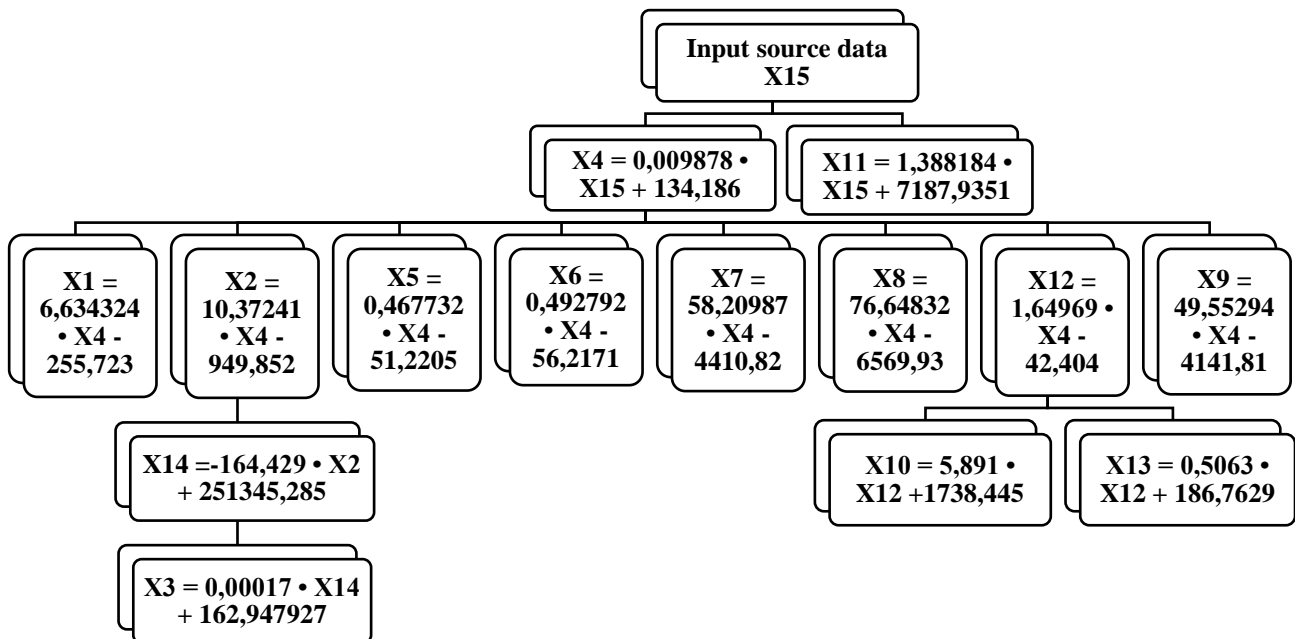 Input source data
X15
X4 = 0,009878 •
X15 + 134,186
X11 = 1,388184 •
X15 + 7187,9351
X1 =
6,634324
• X4 -
255,723
X2 =
10,37241
• X4 -
949,852
X5 =
0,467732
• X4 -
51,2205
X6 =
0,492792
• X4 -
56,2171
X7 =
58,20987
• X4 -
4410,82
X8 =
76,64832
• X4 -
6569,93
X12 =
1,64969 •
X4 -
42,404
X9 =
49,55294
• X4 -
4141,81
X14 =-164,429 • X2
+ 251345,285
X10 = 5,891 •
X12 +1738,445
X13 = 0,5063 •
X12 + 186,7629
X3 = 0,00017 • X14
+ 162,947927